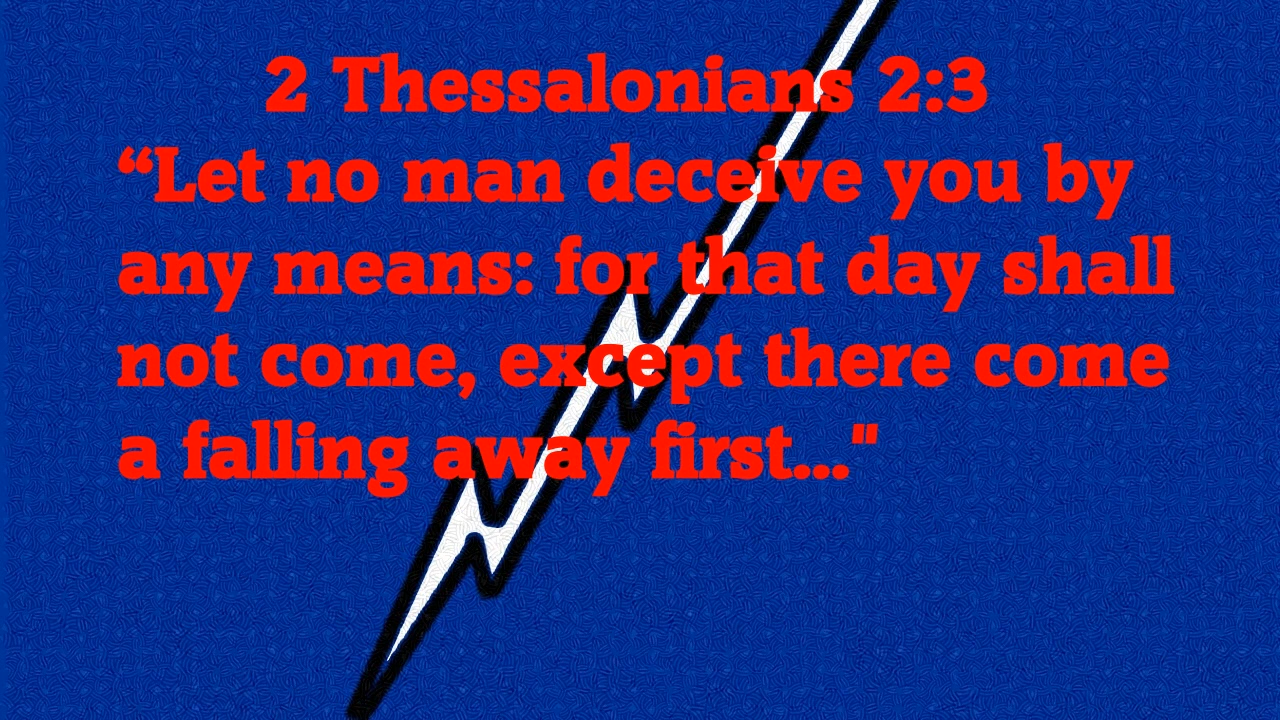 2 Thessalonians 2:3
“Let no man deceive you by
any means: for that day shall
not come, except there come
a falling away first..."